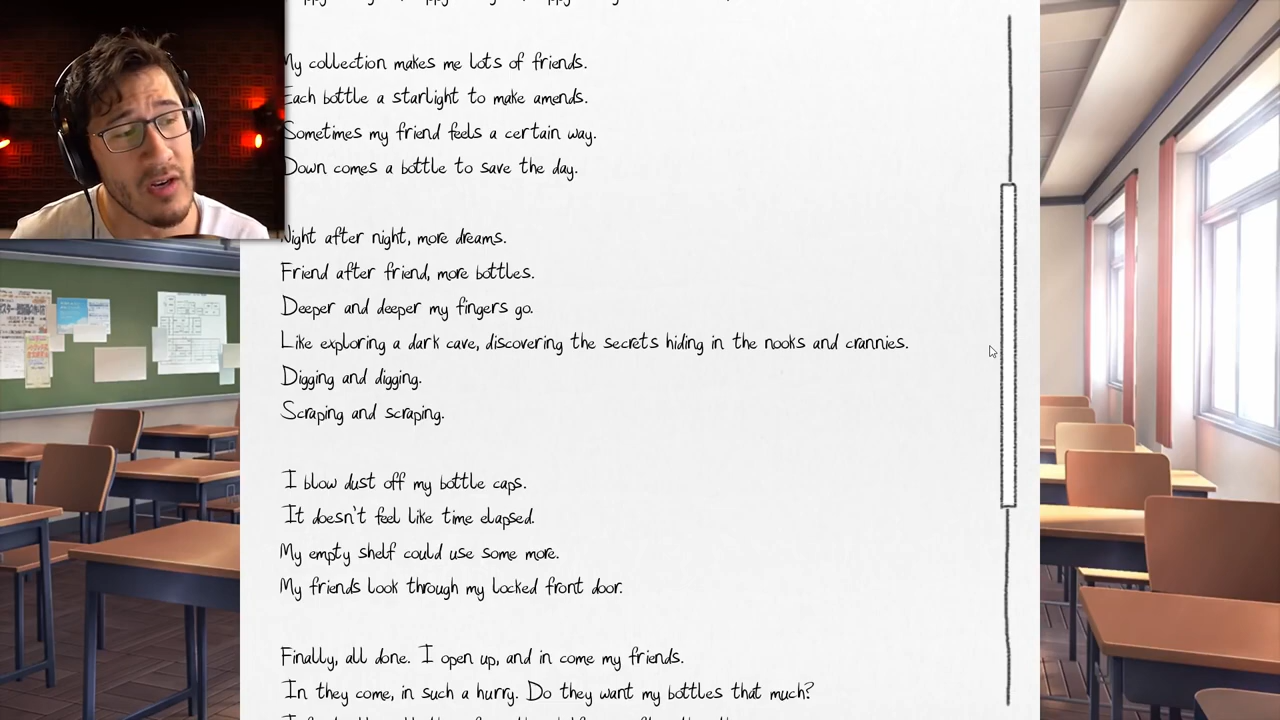 My collection makes me lots of friends.
Each bottle a starlight to make amends.
Sometimes my friend feels a certain way.
Down comes a bottle to save the day.
Night after night, more dreams.
Friend after friend, more bottles.
Deeper and deeper my fingers go.
Like exploring a dark cave, discovering the secrets hiding in the nooks and crannies.
Digging and digging.
Scraping and scraping.
I blow dust off my bottle caps.
It doesn't feel like time elapsed.
My empty shelf could use some more.
My friends look through my locked front door.
Finally, all done. I open up, and in come my friends.
In they come, in such a hurry. Do they want my bottles that much?